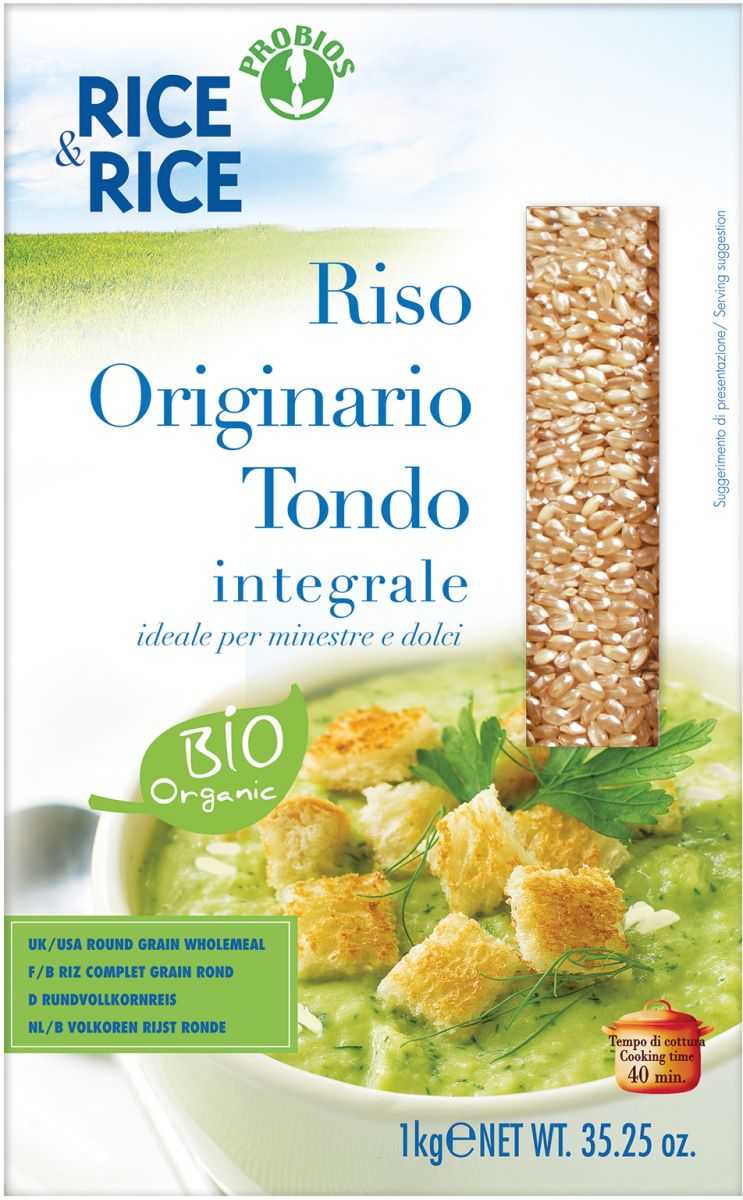 PROBIOS
RICE
& RICE
Riso
Originario
Tondo
integrale
ideale per minestre e dolci
Suggerimento di presentazione/ Serving suggestion
BIO
Organic
UK/USA ROUND GRAIN WHOLEMEAL
F/B RIZ COMPLET GRAIN ROND
D RUNDVOLLKORNREIS
NL/B VOLKOREN RIJST RONDE
Tempo di cottura
Cooking time
40 min.
1kg℮NET WT. 35.25 oz.